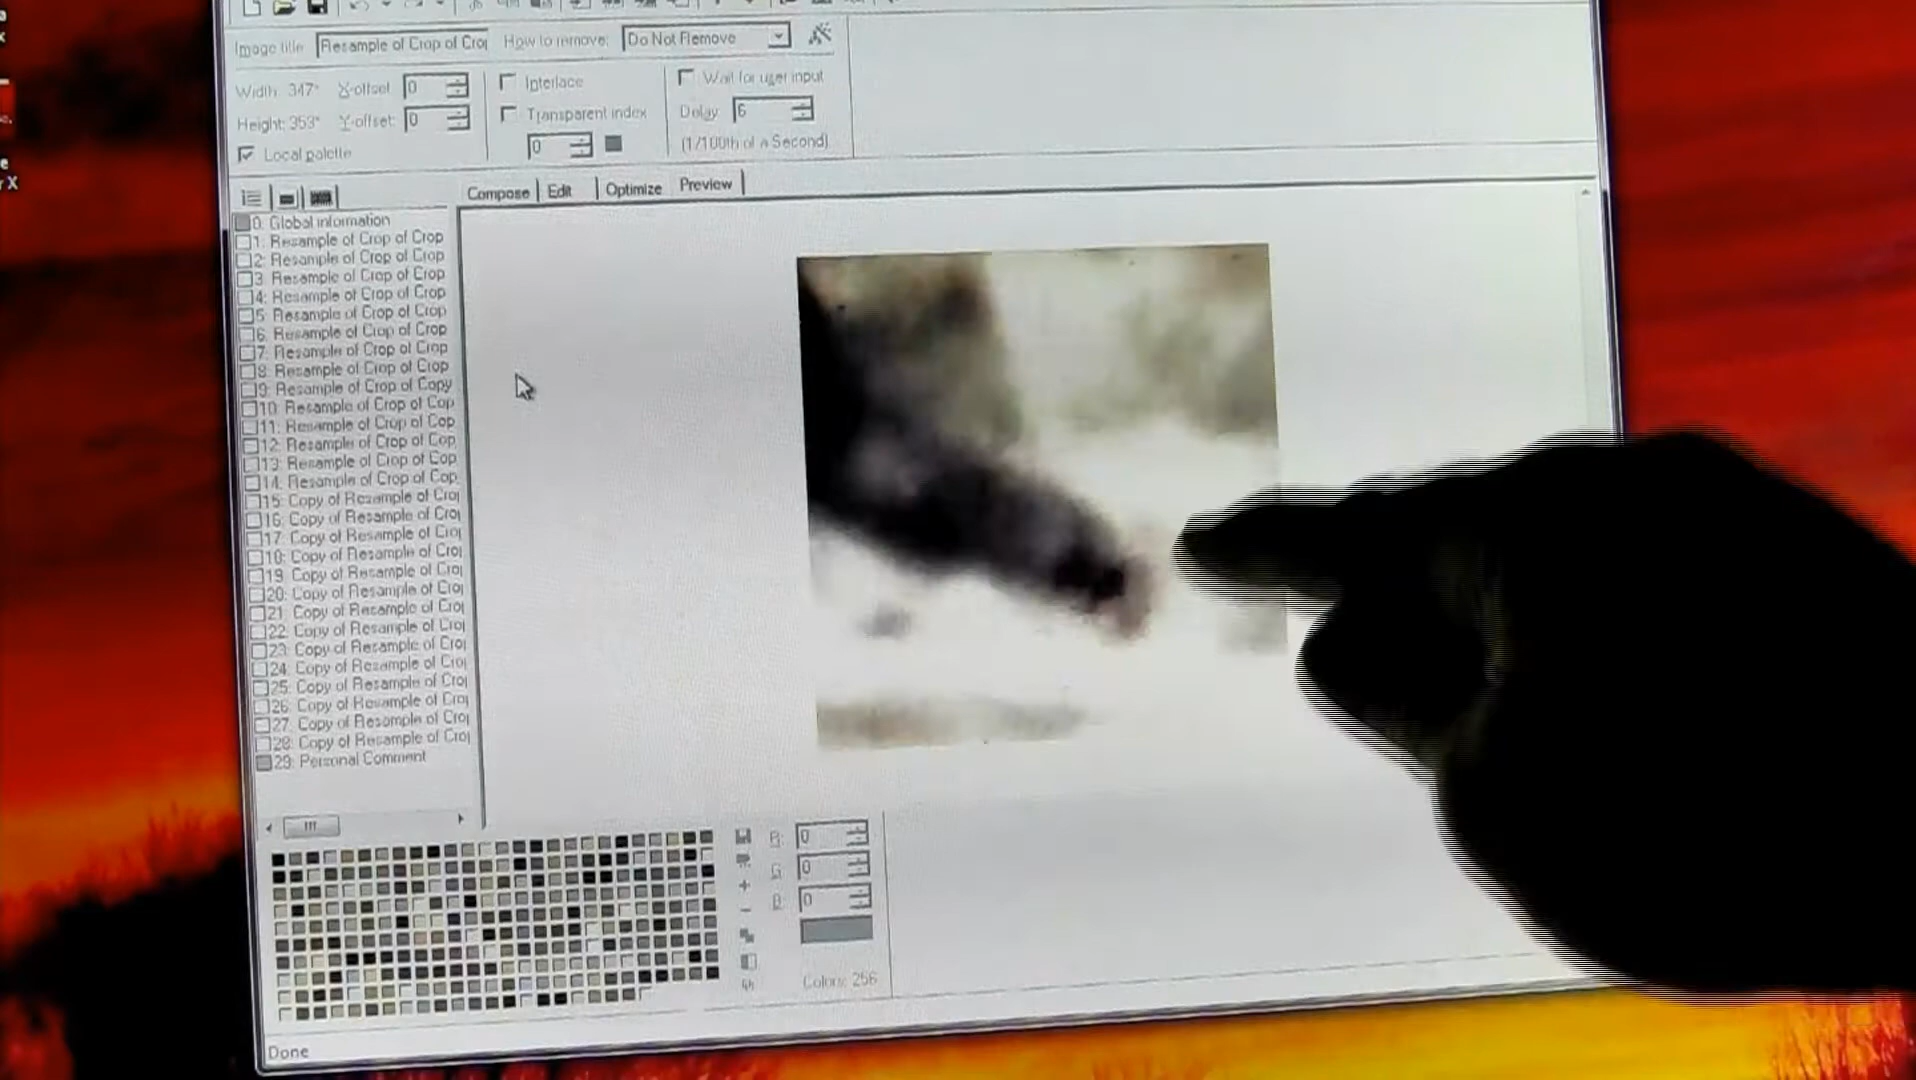 Image title Resample of Crop of Cro How to remove: Do Not Remove
Width: 347* X-offset: 0 Interlace Wait for user input
Height: 353* Y-offset: 0 Transparent index Delay: 6
0 (1/100th of a Second)
Local palette
Compose Edit Optimize Preview
0: Global information
1: Resample of Crop of Crop
2: Resample of Crop of Crop
3: Resample of Crop of Crop
4: Resample of Crop of Crop
5: Resample of Crop of Crop
6: Resample of Crop of Crop
7: Resample of Crop of Crop
8: Resample of Crop of Crop
9: Resample of Crop of Copy
10: Resample of Crop of Cop
11: Resample of Crop of Cop
12: Resample of Crop of Cop
13: Resample of Crop of Cop
14: Resample of Crop of Cop
15: Copy of Resample of Cro
16: Copy of Resample of Cro
17: Copy of Resample of Cro
18: Copy of Resample of Cro
19: Copy of Resample of Cro
20: Copy of Resample of Cro
21: Copy of Resample of Cro
22: Copy of Resample of Cro
23: Copy of Resample of Cro
24: Copy of Resample of Cro
25: Copy of Resample of Cro
26: Copy of Resample of Cro
27: Copy of Resample of Cro
28: Copy of Resample of Cro
29: Personal Comment
R: 0
G: 0
B: 0
Colors: 256
Done